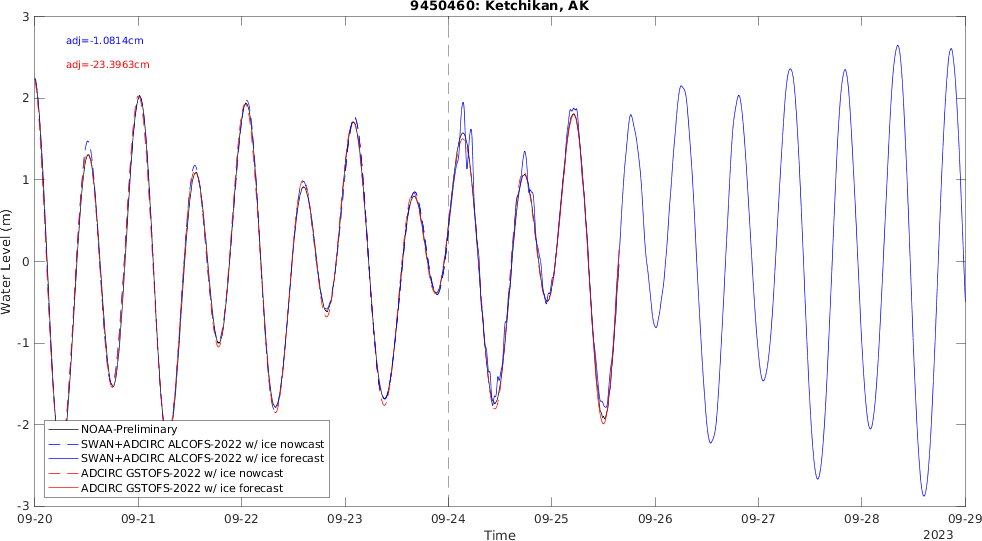 9450460: Ketchikan, AK
adj=-1.0814cm
adj=-23.3963cm
Water Level (m)
3
2
1
0
-1
-2
-3
NOAA-Preliminary
SWAN+ADCIRC ALCOFS-2022 w/ ice nowcast
SWAN+ADCIRC ALCOFS-2022 w/ ice forecast
ADCIRC GSTOFS-2022 w/ ice nowcast
ADCIRC GSTOFS-2022 w/ ice forecast
09-20 09-21 09-22 09-23 09-24 09-25 09-26 09-27 09-28 09-29
Time
2023